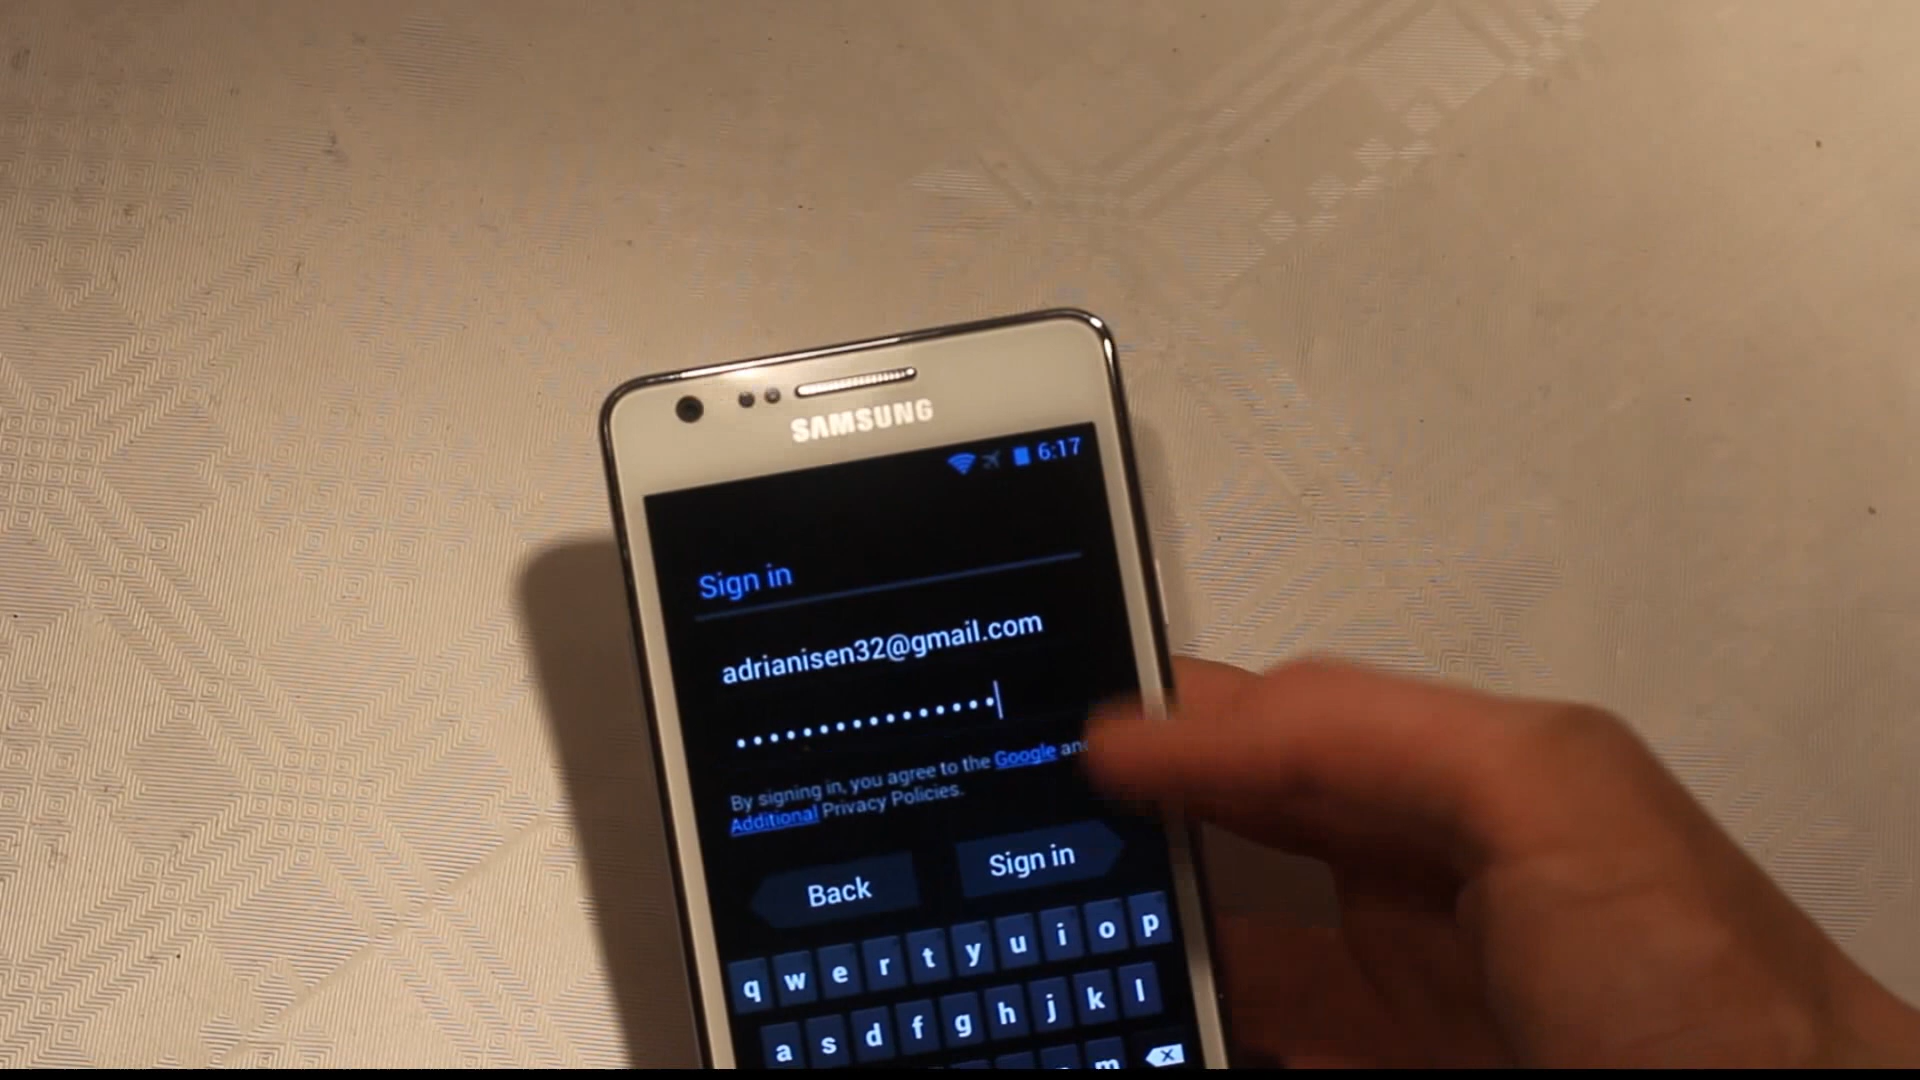 SAMSUNG
6:17
Sign in
adrianisen32@gmail.com
••••••••••••••••
By signing in, you agree to the Google and
Additional Privacy Policies.
Back
Sign in
q w e r t y u i o p
a s d f g h j k l
m